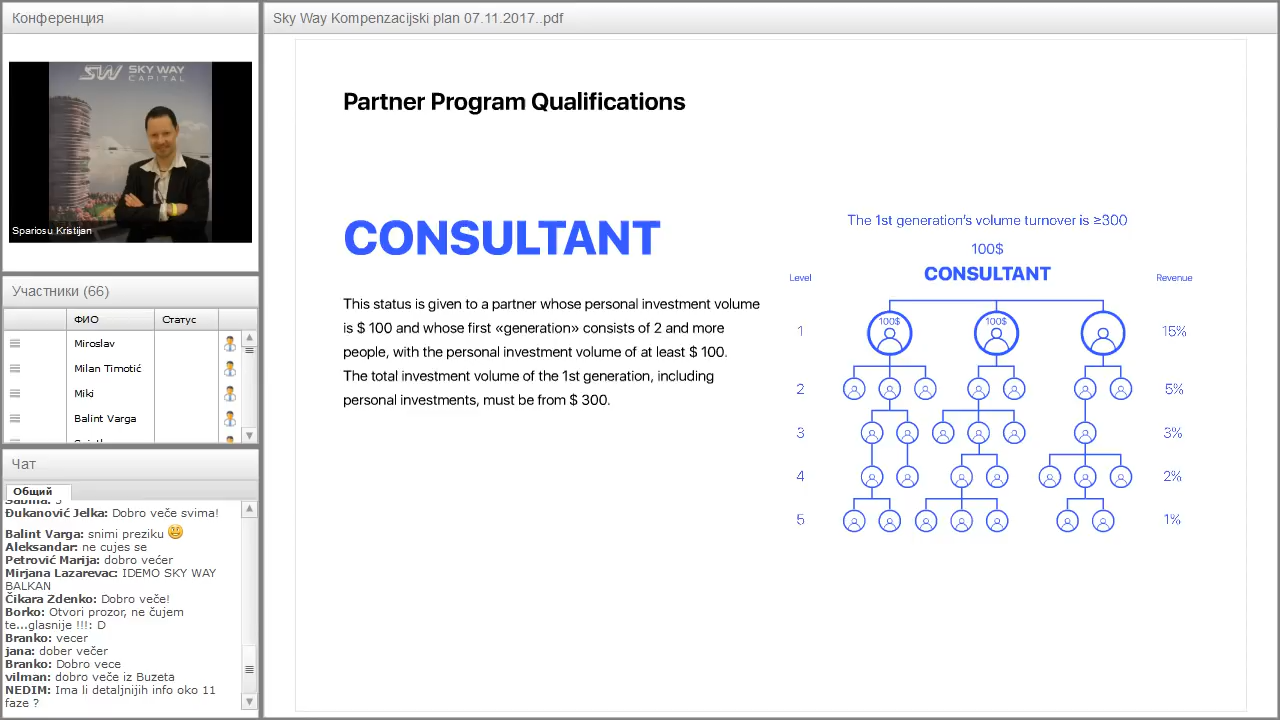 Конференция
SKY WAY
CAPITAL
Spariosu Kristijan
Участники (66)
ФИО
Статус
Miroslav
Milan Timotić
Miki
Balint Varga
Чат
Общий
Đukanović Jelka: Dobro veče svima!
Balint Varga: snimi preziku
Aleksandar: ne cujes se
Petrović Marija: dobro većer
Mirjana Lazarevac: IDEMO SKY WAY
BALKAN
Čikara Zdenko: Dobro veče!
Borko: Otvori prozor, ne čujem
te...glasnije !!!: D
Branko: vecer
jana: dober večer
Branko: Dobro vece
vilman: dobro veče iz Buzeta
NEDIM: Ima li detaljnijih info oko 11
faze ?
Sky Way Kompenzacijski plan 07.11.2017..pdf
Partner Program Qualifications
CONSULTANT
This status is given to a partner whose personal investment volume
is $ 100 and whose first «generation» consists of 2 and more
people, with the personal investment volume of at least $ 100.
The total investment volume of the 1st generation, including
personal investments, must be from $ 300.
The 1st generation's volume turnover is ≥300
100$
CONSULTANT
Level
Revenue
1
100$
100$
15%
2
5%
3
3%
4
2%
5
1%